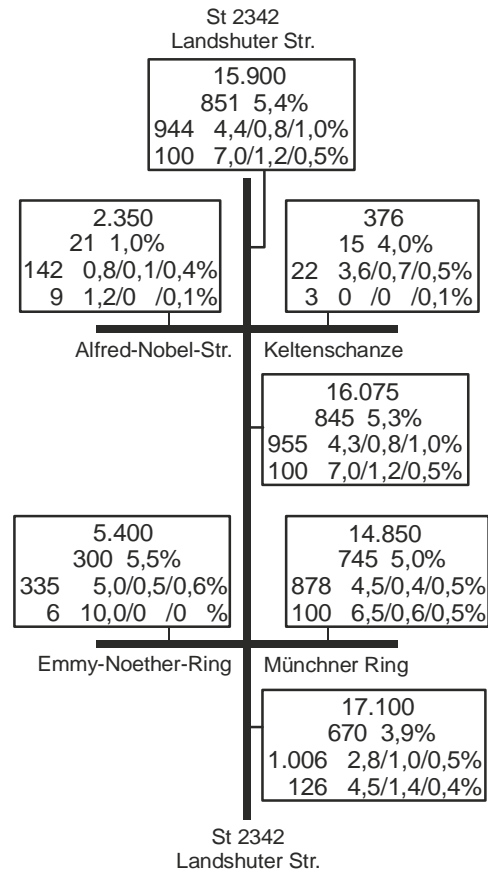 St 2342
Landshuter Str.
15.900
851 5,4%
944 4,4/0,8/1,0%
100 7,0/1,2/0,5%
2.350
21 1,0%
142 0,8/0,1/0,4%
9 1,2/0 /0,1%
376
15 4,0%
22 3,6/0,7/0,5%
3 0 /0 /0,1%
Alfred-Nobel-Str.
Keltenschanze
16.075
845 5,3%
955 4,3/0,8/1,0%
100 7,0/1,2/0,5%
5.400
300 5,5%
335 5,0/0,5/0,6%
6 10,0/0 /0 %
14.850
745 5,0%
878 4,5/0,4/0,5%
100 6,5/0,6/0,5%
Emmy-Noether-Ring
Münchner Ring
17.100
670 3,9%
1.006 2,8/1,0/0,5%
126 4,5/1,4/0,4%
St 2342
Landshuter Str.